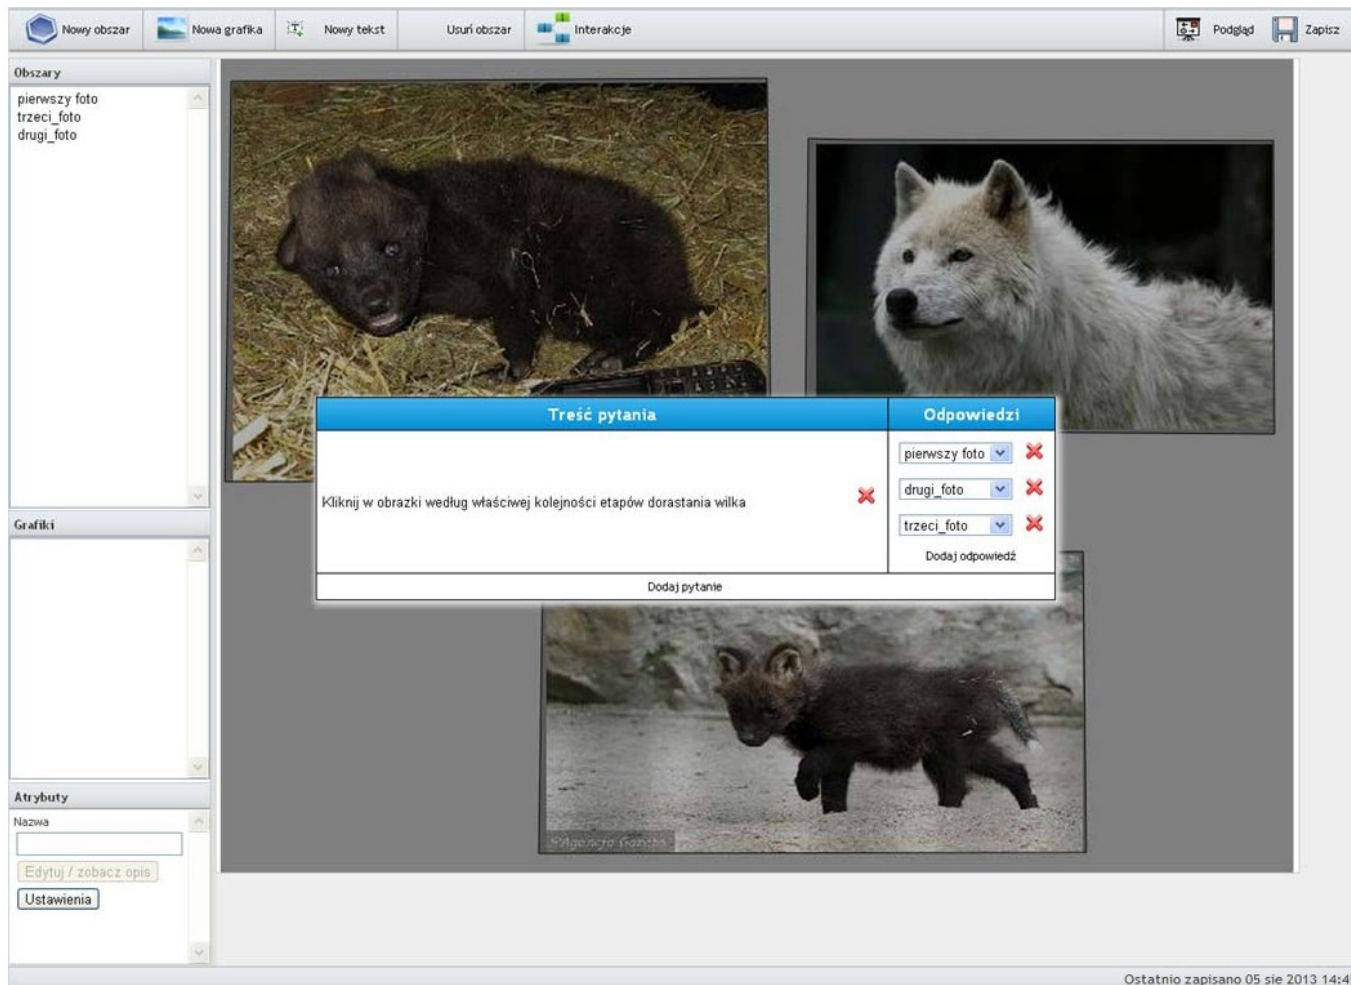 Nowy obszar
Nowa grafika
Nowy tekst
Usuń obszar
Interakcje
Podgląd
Zapisz
Obszary
pierwszy foto
trzeci_foto
drugi_foto
Treść pytania
Odpowiedzi
Kliknij w obrazki według właściwej kolejności etapów dorastania wilka
pierwszy foto
drugi_foto
trzeci_foto
Dodaj odpowiedź
Dodaj pytanie
Grafiki
©Agencja Gazeta
Atrybuty
Nazwa
Edytuj / zobacz opis
Ustawienia
Ostatnio zapisano 05 sie 2013